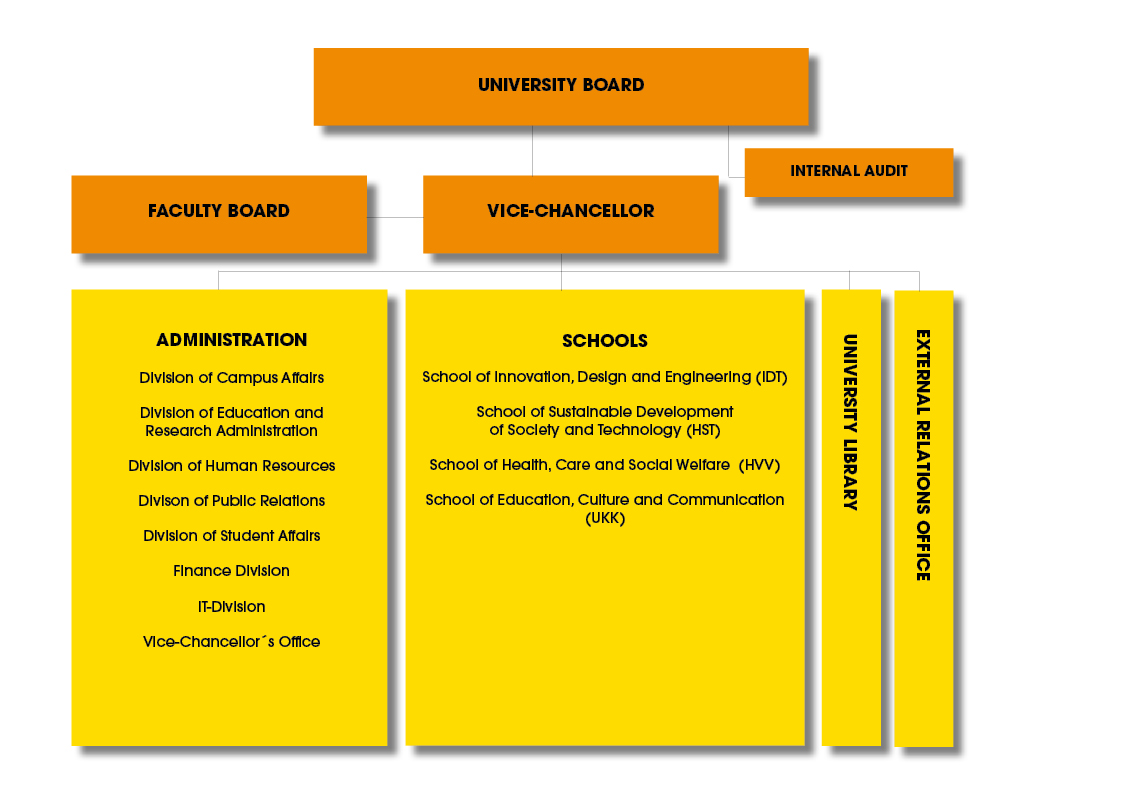 UNIVERSITY BOARD
INTERNAL AUDIT
FACULTY BOARD
VICE-CHANCELLOR
ADMINISTRATION
Division of Campus Affairs
Division of Education and
Research Administration
Division of Human Resources
Divison of Public Relations
Division of Student Affairs
Finance Division
IT-Division
Vice-Chancellor´s Office
SCHOOLS
School of Innovation, Design and Engineering (IDT)
School of Sustainable Development
of Society and Technology (HST)
School of Health, Care and Social Welfare (HVV)
School of Education, Culture and Communication
(UKK)
UNIVERSITY LIBRARY
EXTERNAL RELATIONS OFFICE